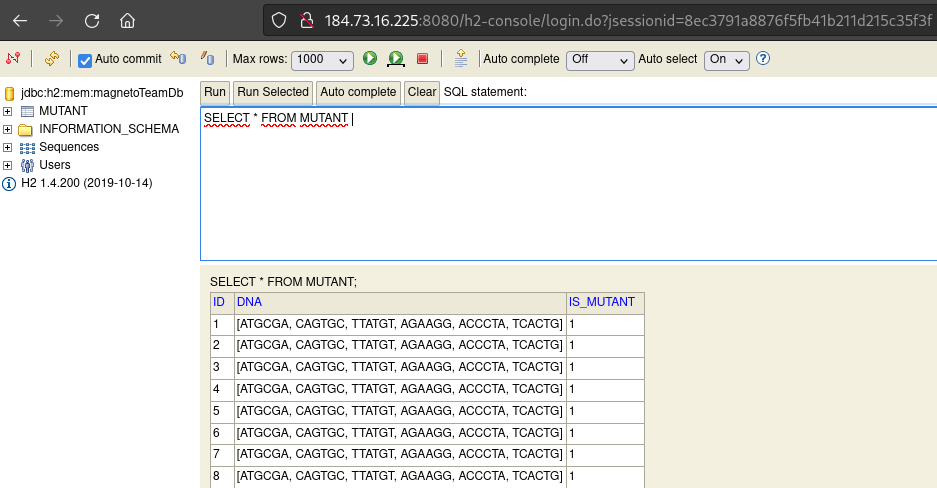 184.73.16.225:8080/h2-console/login.do?jsessionid=8ec3791a8876f5fb41b211d215c35f3f
Auto commit Max rows: 1000 Auto complete Off Auto select On ?
jdbc:h2:mem:magnetoTeamDb
MUTANT
INFORMATION_SCHEMA
Sequences
Users
H2 1.4.200 (2019-10-14)
Run Run Selected Auto complete Clear SQL statement:
SELECT * FROM MUTANT
SELECT * FROM MUTANT;
ID DNA IS_MUTANT
1 [ATGCGA, CAGTGC, TTATGT, AGAAGG, ACCCTA, TCACTG] 1
2 [ATGCGA, CAGTGC, TTATGT, AGAAGG, ACCCTA, TCACTG] 1
3 [ATGCGA, CAGTGC, TTATGT, AGAAGG, ACCCTA, TCACTG] 1
4 [ATGCGA, CAGTGC, TTATGT, AGAAGG, ACCCTA, TCACTG] 1
5 [ATGCGA, CAGTGC, TTATGT, AGAAGG, ACCCTA, TCACTG] 1
6 [ATGCGA, CAGTGC, TTATGT, AGAAGG, ACCCTA, TCACTG] 1
7 [ATGCGA, CAGTGC, TTATGT, AGAAGG, ACCCTA, TCACTG] 1
8 [ATGCGA, CAGTGC, TTATGT, AGAAGG, ACCCTA, TCACTG] 1